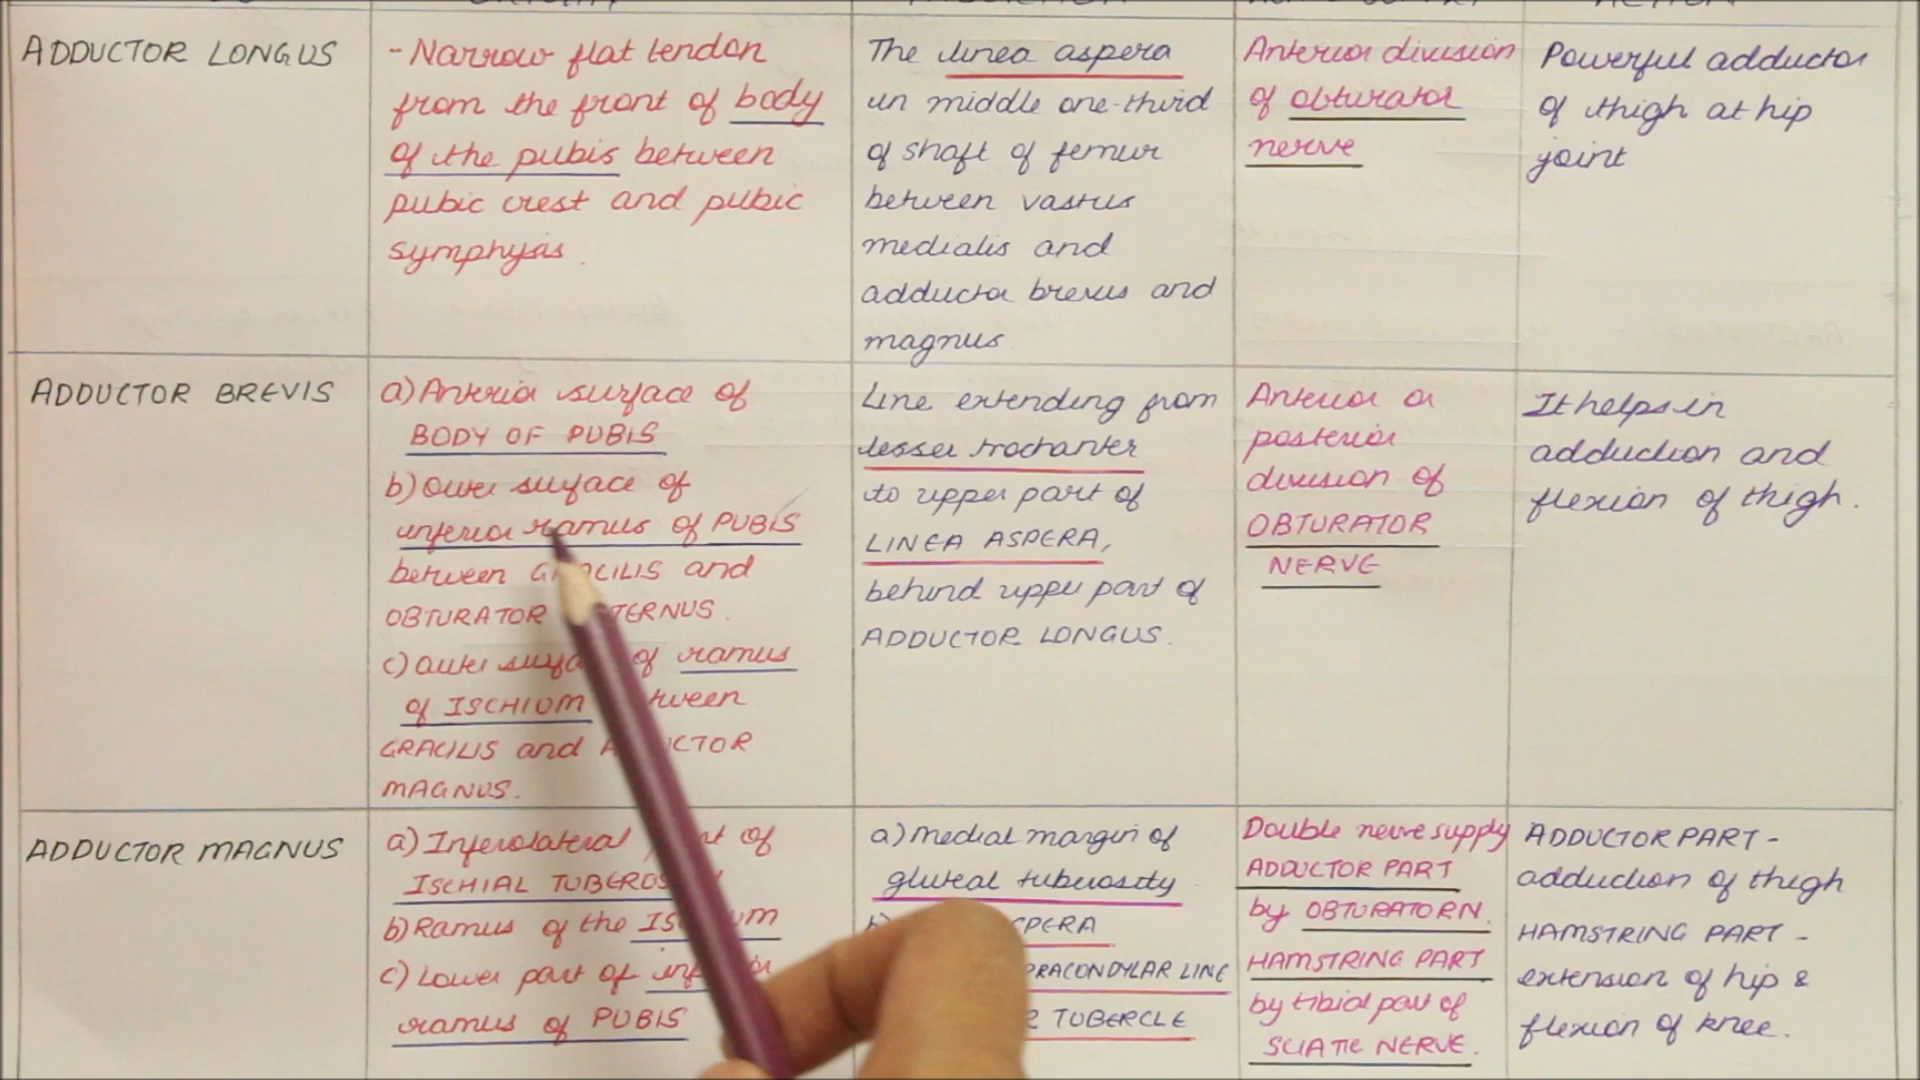 ADDUCTOR LONGUS
- Narrow flat tendon
from the front of body
of the pubis between
pubic crest and pubic
symphysis.
The linea aspera
in middle one-third
of shaft of femur
between vastus
medialis and
adductor brevis and
magnus
Anterior division
of obturator
nerve
Powerful adductor
of thigh at hip
joint
ADDUCTOR BREVIS
a) Anterior surface of
BODY OF PUBIS
b) Outer surface of
inferior ramus of PUBIS
between GRACILIS and
OBTURATOR
c) outer surface of ramus
of ISCHIUM between
GRACILIS and ADDUCTOR
MAGNUS.
Line extending from
lesser trochanter
to upper part of
LINEA ASPERA,
behind upper part of
ADDUCTOR LONGUS.
Anterior or
posterior
division of
OBTURATOR
NERVE
It helps in
adduction and
flexion of thigh.
ADDUCTOR MAGNUS
a) Inferolateral part of
ISCHIAL TUBEROSITY
b) Ramus of the ISCHIUM
c) Lower part of inferior
ramus of PUBIS
a) Medial margin of
gluteal tuberosity
TUBERCLE
Double nerve supply
ADDUCTOR PART
by OBTURATOR N.
HAMSTRING PART
by tibial part of
SCIATIC NERVE.
ADDUCTOR PART -
adduction of thigh
HAMSTRING PART -
extension of hip &
flexion of knee.